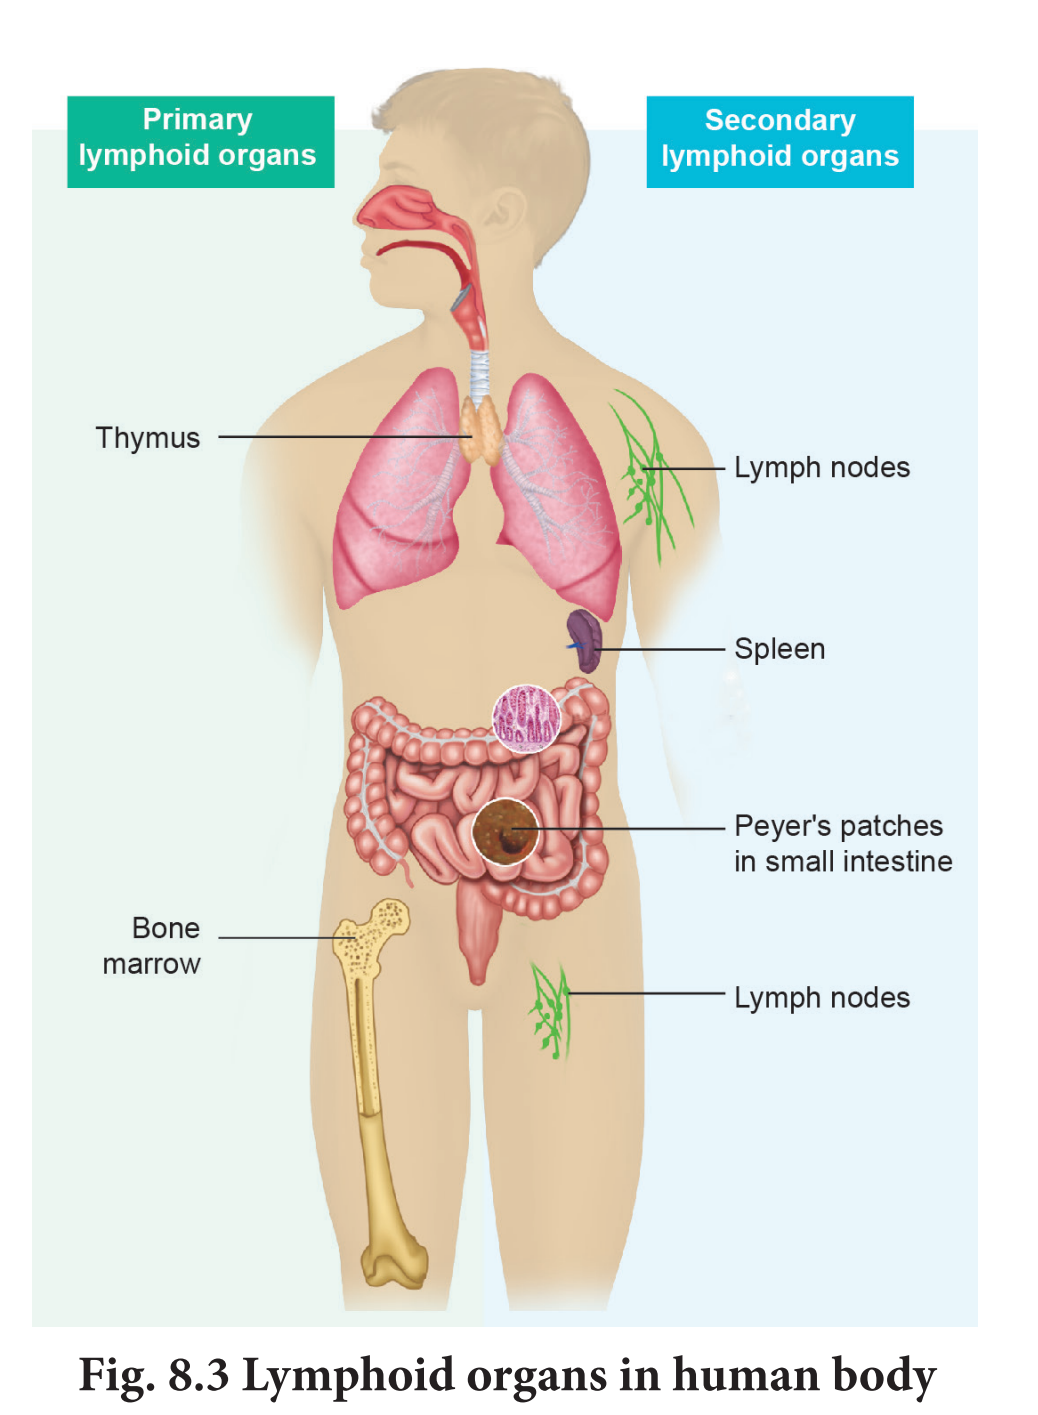 Primary
lymphoid organs
Secondary
lymphoid organs
Thymus
Lymph nodes
Spleen
Peyer's patches
in small intestine
Bone
marrow
Lymph nodes
Fig. 8.3 Lymphoid organs in human body